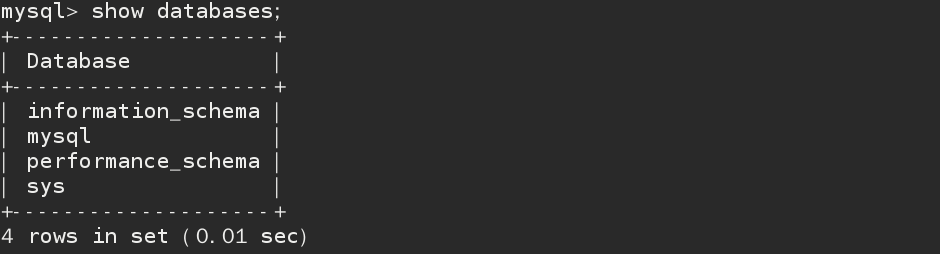 mysql> show databases;
+--------------------+
| Database           |
+--------------------+
| information_schema |
| mysql              |
| performance_schema |
| sys                |
+--------------------+
4 rows in set (0.01 sec)